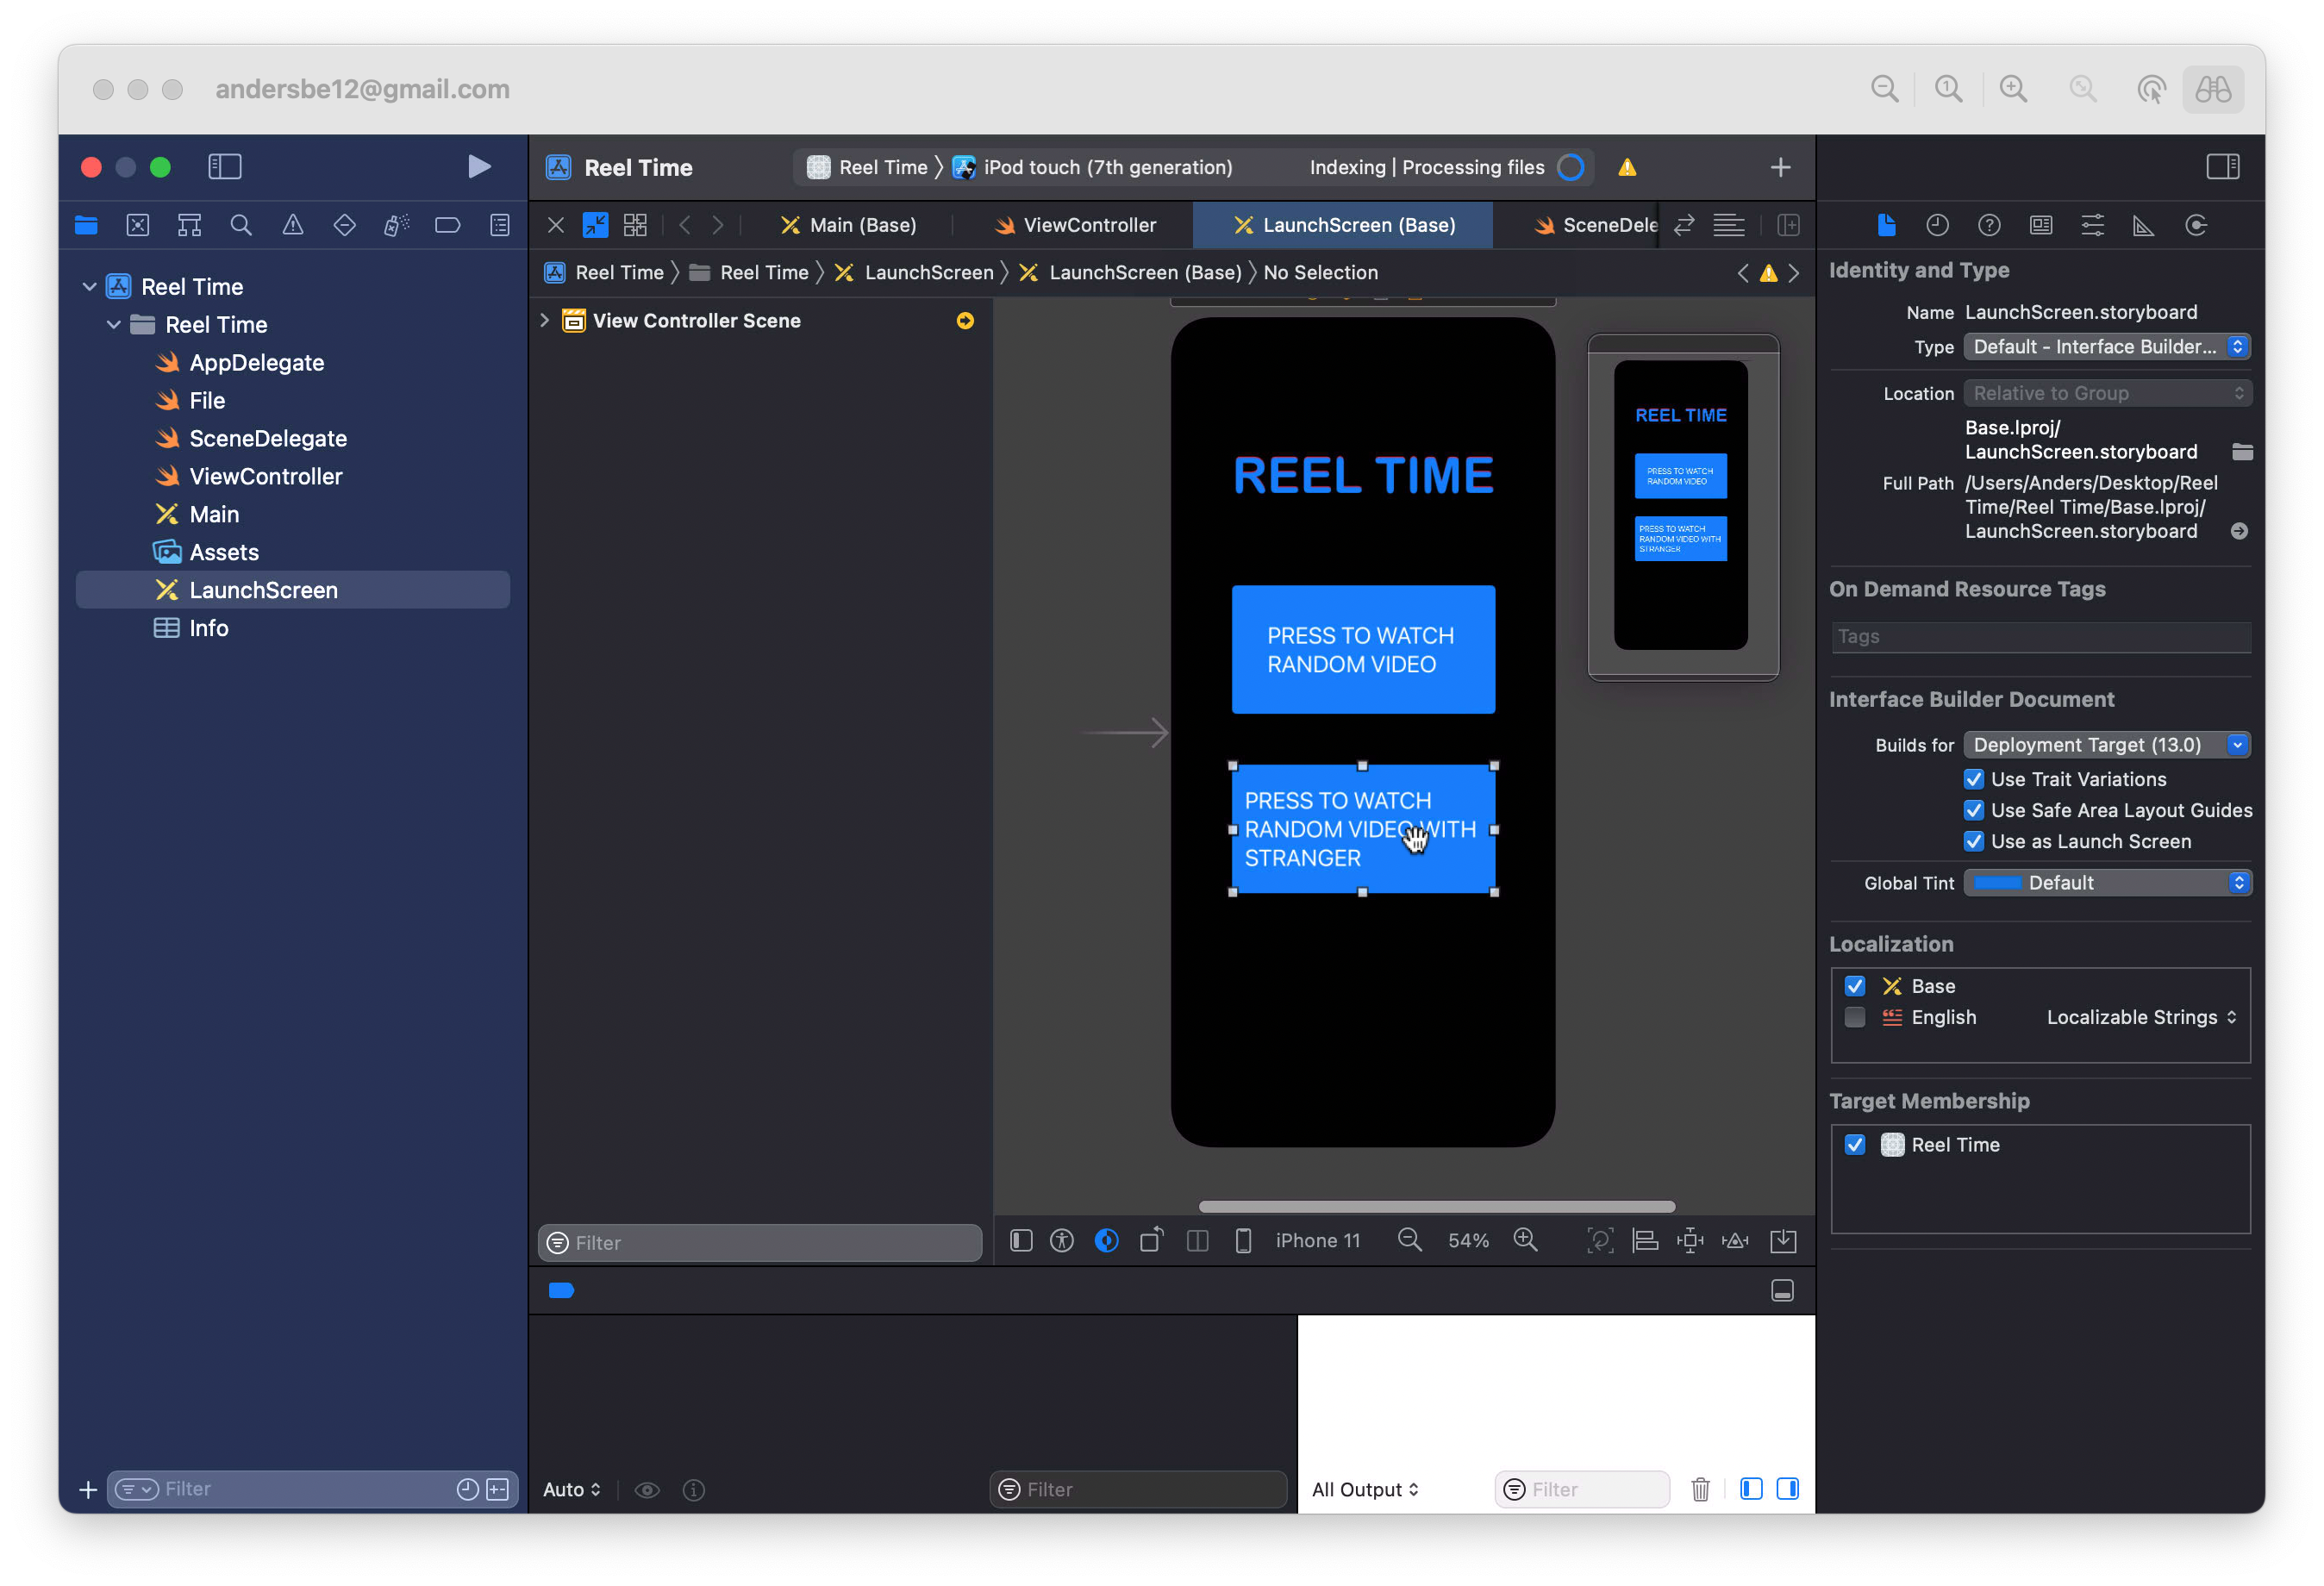 andersbe12@gmail.com
Reel Time
Reel Time 〉 iPod touch (7th generation)
Indexing | Processing files
Main (Base)
ViewController
LaunchScreen (Base)
SceneDele
Reel Time 〉 Reel Time 〉 LaunchScreen 〉 LaunchScreen (Base) 〉 No Selection
Reel Time
Reel Time
AppDelegate
File
SceneDelegate
ViewController
Main
Assets
LaunchScreen
Info
Filter
View Controller Scene
Filter
REEL TIME
PRESS TO WATCH
RANDOM VIDEO
PRESS TO WATCH
RANDOM VIDEO WITH
STRANGER
REEL TIME
PRESS TO WATCH
RANDOM VIDEO
PRESS TO WATCH
RANDOM VIDEO WITH
STRANGER
iPhone 11
54%
Auto
Filter
All Output
Filter
Identity and Type
Name LaunchScreen.storyboard
Type Default - Interface Builder...
Location Relative to Group
Base.lproj/
LaunchScreen.storyboard
Full Path /Users/Anders/Desktop/Reel
Time/Reel Time/Base.lproj/
LaunchScreen.storyboard
On Demand Resource Tags
Tags
Interface Builder Document
Builds for Deployment Target (13.0)
Use Trait Variations
Use Safe Area Layout Guides
Use as Launch Screen
Global Tint Default
Localization
Base
English Localizable Strings
Target Membership
Reel Time